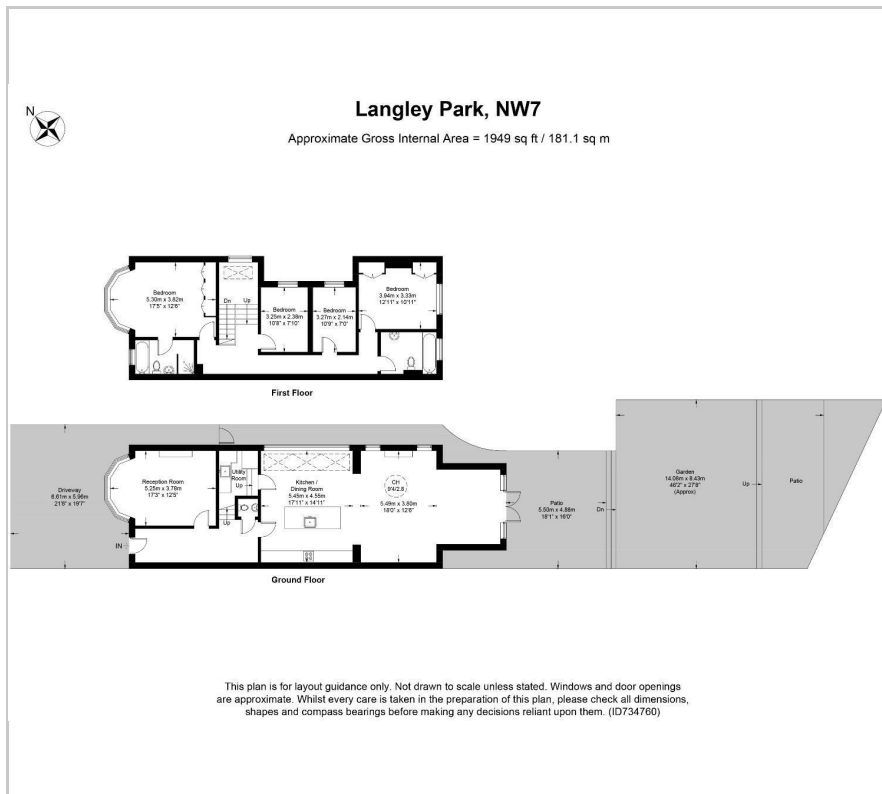 N
Langley Park, NW7
Approximate Gross Internal Area = 1949 sq ft / 181.1 sq m
Bedroom
5.30m x 3.82m
17'5" x 12'6"
Dn
Up
Bedroom
3.25m x 2.38m
10'8" x 7'10"
Bedroom
3.27m x 2.14m
10'9" x 7'0"
Bedroom
3.94m x 3.33m
12'11" x 10'11"
First Floor
Driveway
6.61m x 5.96m
21'8" x 19'7"
IN
Reception Room
5.25m x 3.78m
17'3" x 12'5"
Utility
Room
Up
Up
Kitchen /
Dining Room
5.45m x 4.55m
17'11" x 14'11"
CH
9'4/2.8
5.49m x 3.80m
18'0" x 12'6"
Patio
5.50m x 4.88m
18'1" x 16'0"
Dn
Garden
14.06m x 8.43m
46'2" x 27'8"
(Approx)
Up
Patio
Ground Floor
This plan is for layout guidance only. Not drawn to scale unless stated. Windows and door openings
are approximate. Whilst every care is taken in the preparation of this plan, please check all dimensions,
shapes and compass bearings before making any decisions reliant upon them. (ID734760)